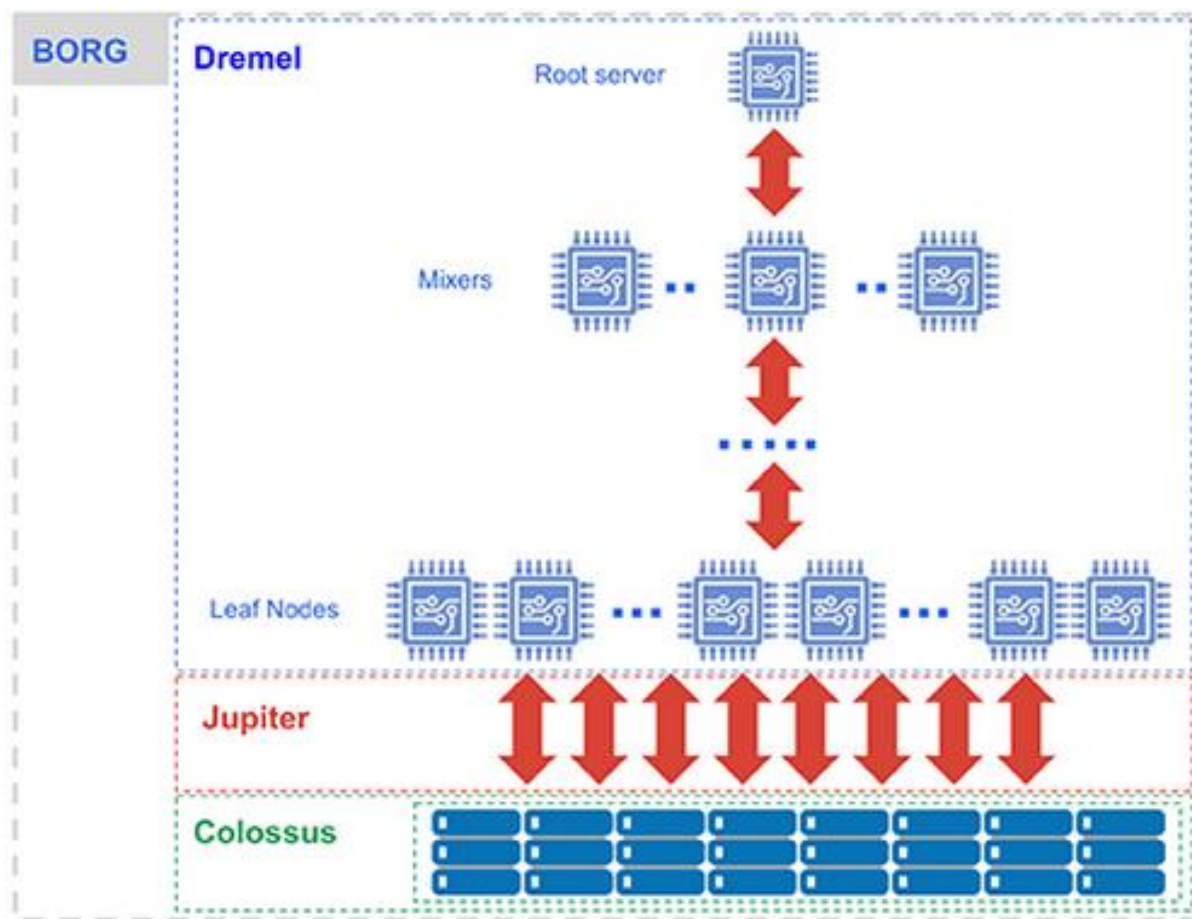 BORG
Dremel
Root server
Mixers
Leaf Nodes
Jupiter
Colossus